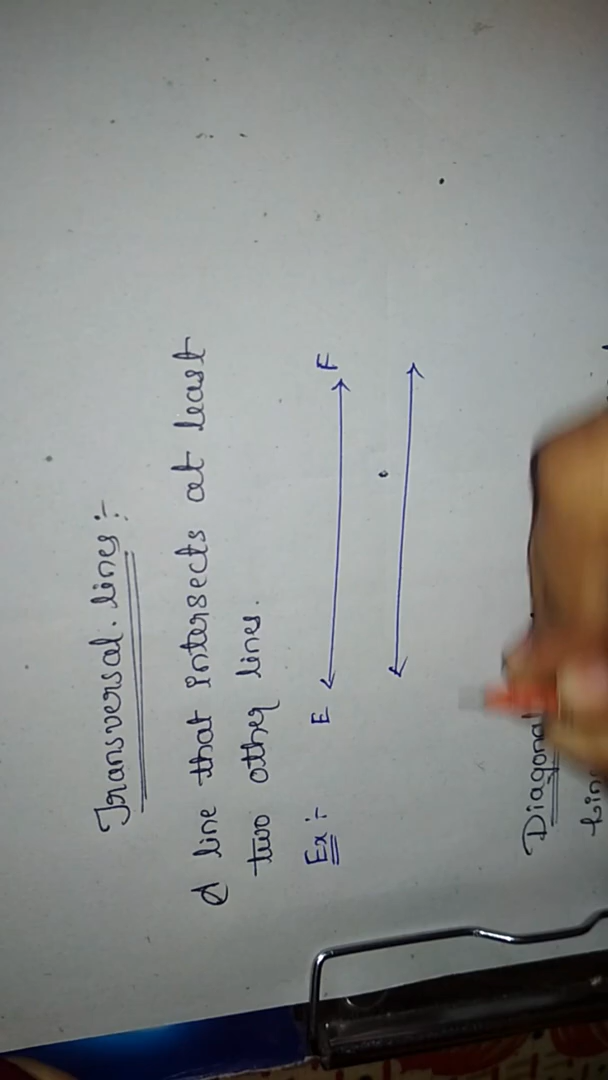 Transversal lines:-
A line that intersects at least
two other lines.
Ex:- E F
Diagonal